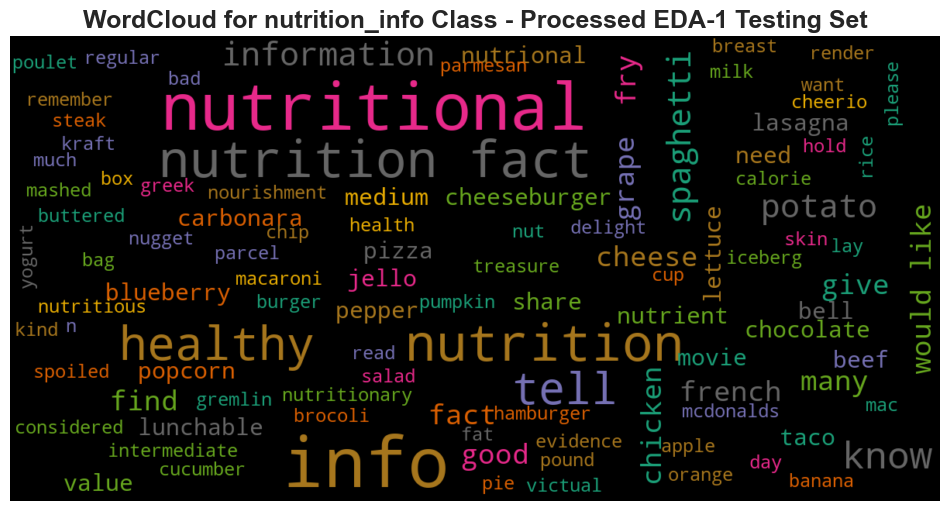 WordCloud for nutrition_info Class - Processed EDA-1 Testing Set
poulet regular information nutrional breast render
bad parmesan fry spaghetti milk
remember nutritional want cheerio please
steak lasagna
kraft nutrition fact grape need hold rice
much box calorie
mashed greek nourishment medium cheeseburger potato
buttered carbonara health nut delight lettuce skin lay would like
nugget chip
yogurt bag parcel pizza treasure cheese iceberg
macaroni jello cup give
blueberry burger pumpkin share
nutritious pepper nutrient bell
kind n healthy nutrition chocolate
read movie beef
spoiled popcorn salad tell many
find gremlin nutritionary chicken french mac
brocoli fact hamburger mcdonalds
considered lunchable fat evidence taco
intermediate info good apple know
cucumber pound day
value pie victual orange banana